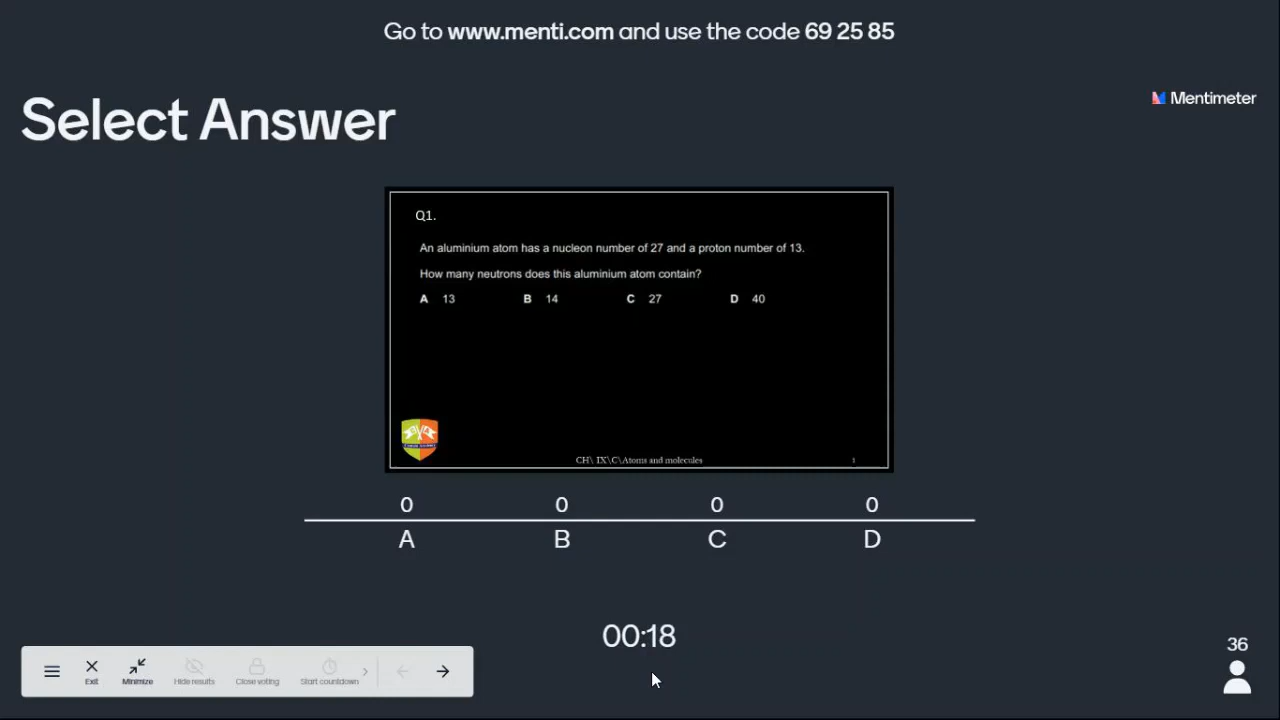 Go to www.menti.com and use the code 69 25 85
Mentimeter
Select Answer
Q1.
An aluminium atom has a nucleon number of 27 and a proton number of 13.
How many neutrons does this aluminium atom contain?
A 13 B 14 C 27 D 40
CH\ IX\C\Atoms and molecules 1
0 0 0 0
A B C D
00:18
36
Exit Minimize Hide results Close voting Start countdown